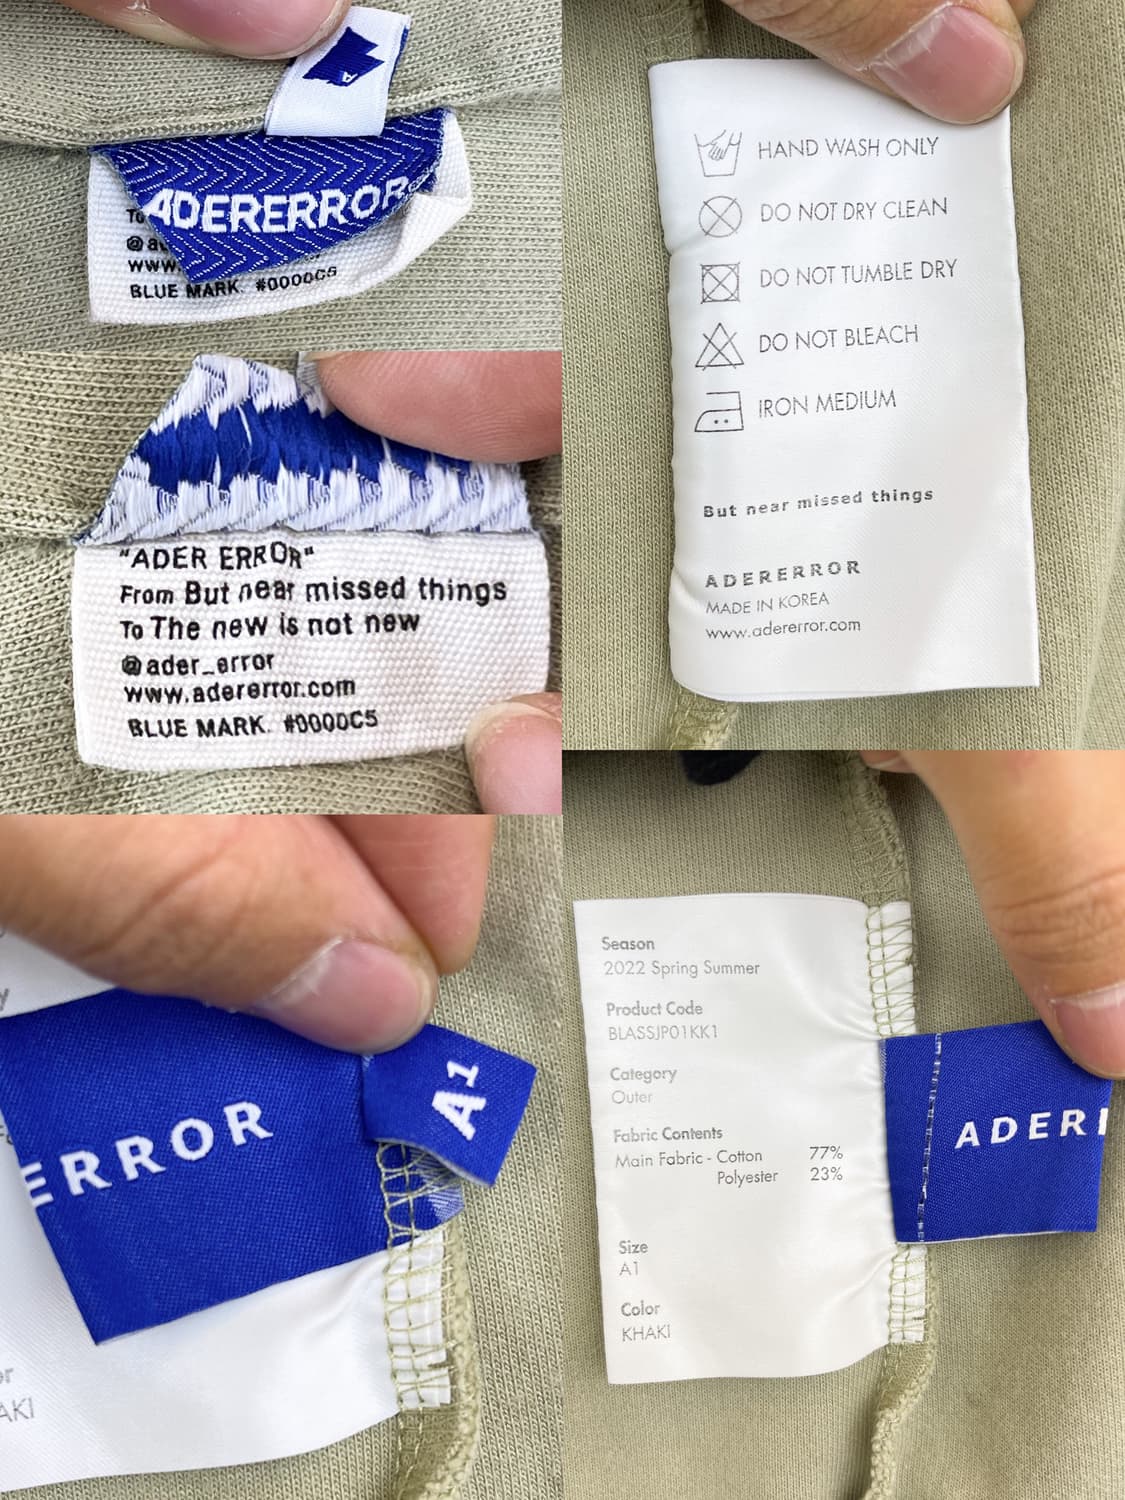 A
ADERERROR
To
@a
www.
BLUE MARK. #0000C5
"ADER ERROR"
From But near missed things
To The new is not new
@ader_error
www.adererror.com
BLUE MARK. #0000C5
HAND WASH ONLY
DO NOT DRY CLEAN
DO NOT TUMBLE DRY
DO NOT BLEACH
IRON MEDIUM
But near missed things
ADERERROR
MADE IN KOREA
www.adererror.com
ERROR
A1
or
AKI
Season
2022 Spring Summer
Product Code
BLASSJP01KK1
Category
Outer
Fabric Contents
Main Fabric - Cotton 77%
Polyester 23%
Size
A1
Color
KHAKI
ADER